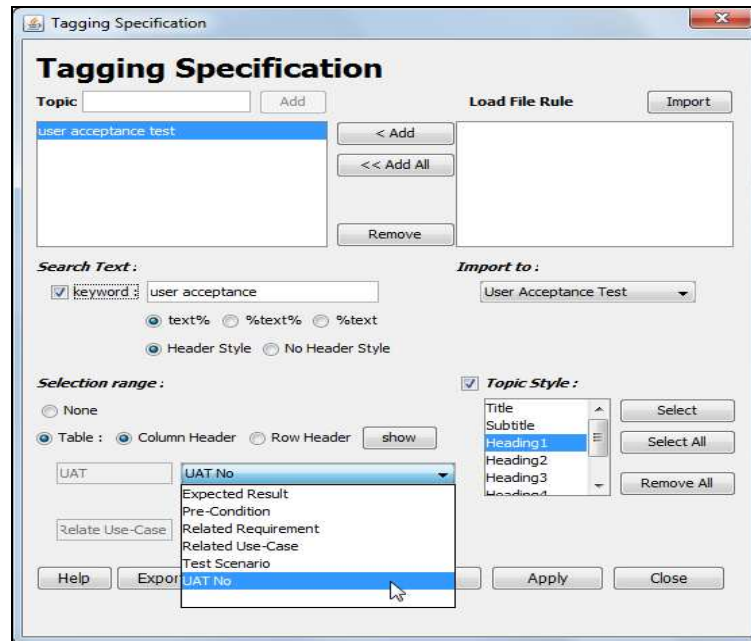 Tagging Specification
Tagging Specification
Topic Add Load File Rule Import
user acceptance test
< Add
<< Add All
Remove
Search Text :
keyword : user acceptance
text% %text% %text
Header Style No Header Style
Import to :
User Acceptance Test
Selection range :
None
Table : Column Header Row Header show
UAT UAT No
Expected Result
Pre-Condition
Related Requirement
Related Use-Case
Test Scenario
UAT No
Relate Use-Case
Topic Style :
Title
Subtitle
Heading1
Heading2
Heading3
Heading4
Select
Select All
Remove All
Help Expor Apply Close